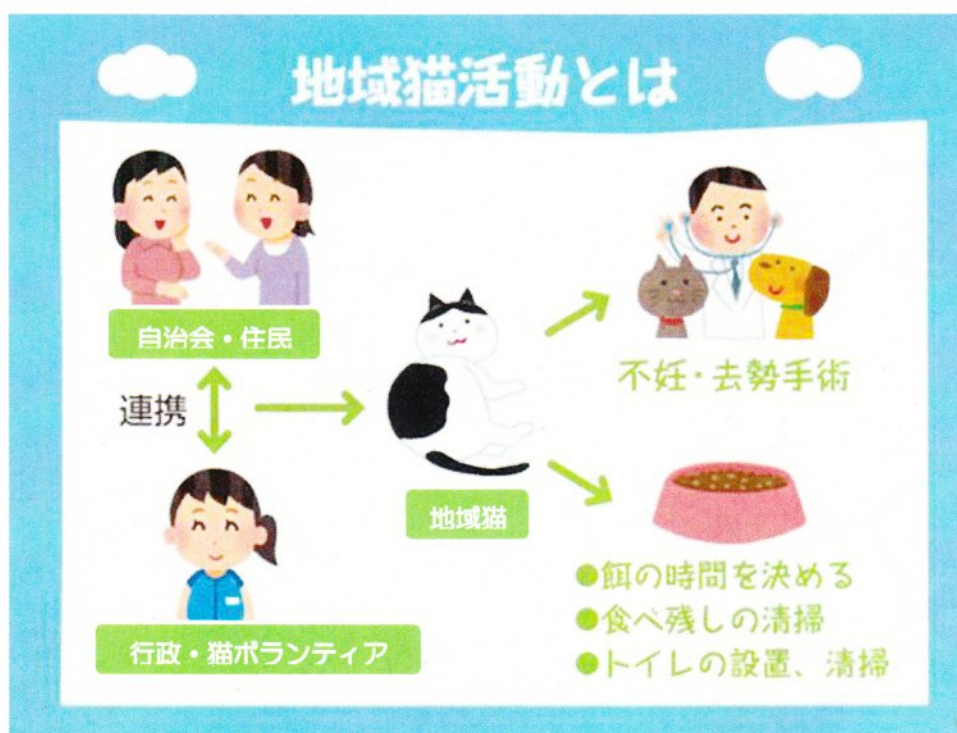 地域猫活動とは
自治会・住民
連携
行政・猫ボランティア
地域猫
不妊・去勢手術
●餌の時間を決める
●食べ残しの清掃
●トイレの設置、清掃